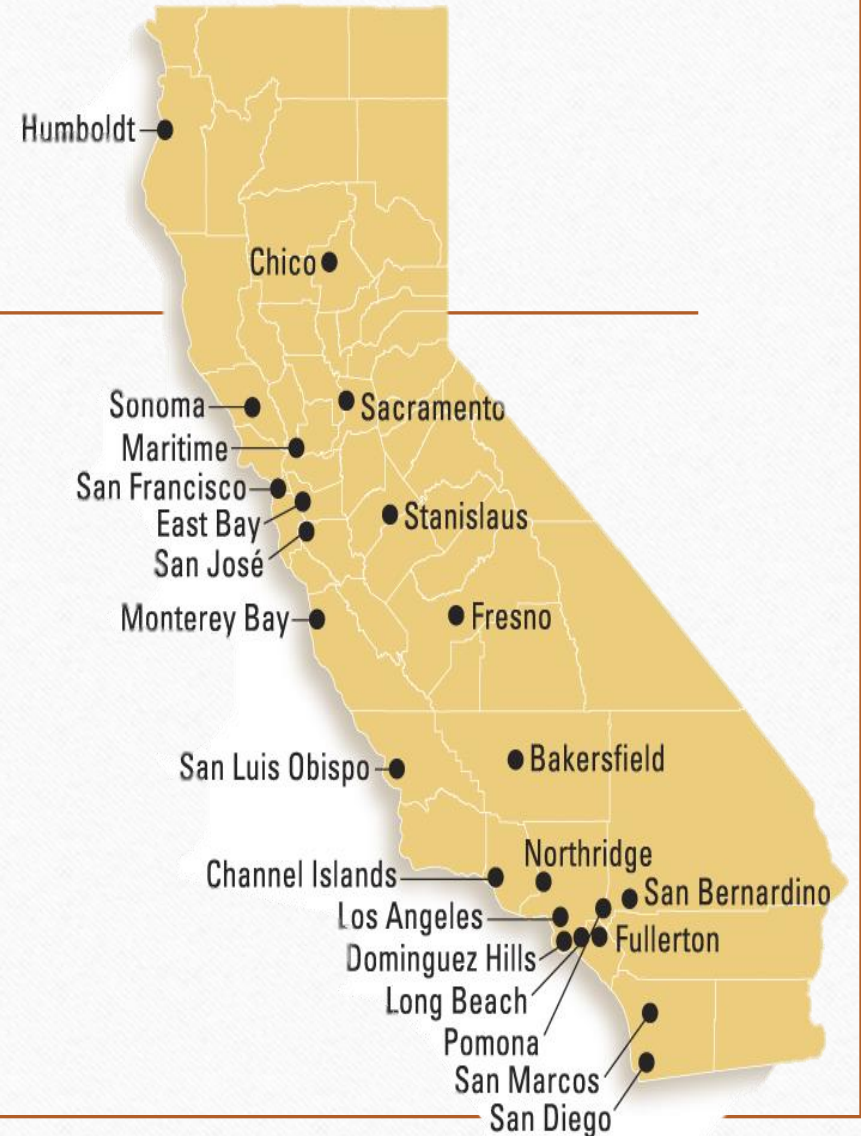 Humboldt
Chico
Sonoma
Sacramento
Maritime
San Francisco
East Bay
Stanislaus
San José
Monterey Bay
Fresno
San Luis Obispo
Bakersfield
Northridge
Channel Islands
San Bernardino
Los Angeles
Fullerton
Dominguez Hills
Long Beach
Pomona
San Marcos
San Diego